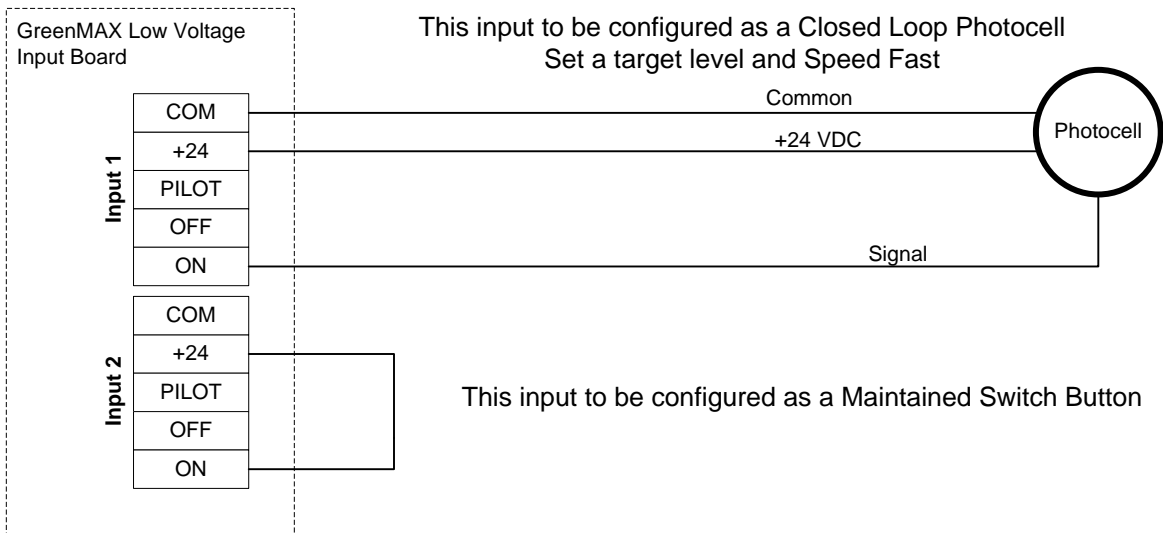 GreenMAX Low Voltage
Input Board
This input to be configured as a Closed Loop Photocell
Set a target level and Speed Fast
Input 1
COM
+24
PILOT
OFF
ON
Common
+24 VDC
Signal
Photocell
Input 2
COM
+24
PILOT
OFF
ON
This input to be configured as a Maintained Switch Button